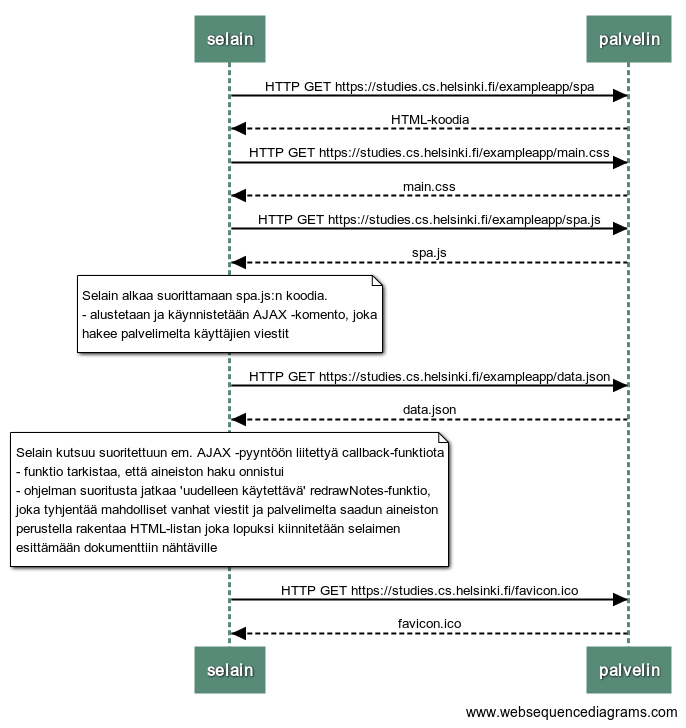 selain
palvelin
HTTP GET https://studies.cs.helsinki.fi/exampleapp/spa
HTML-koodia
HTTP GET https://studies.cs.helsinki.fi/exampleapp/main.css
main.css
HTTP GET https://studies.cs.helsinki.fi/exampleapp/spa.js
spa.js
Selain alkaa suorittamaan spa.js:n koodia.
- alustetaan ja käynnistetään AJAX -komento, joka
hakee palvelimelta käyttäjien viestit
HTTP GET https://studies.cs.helsinki.fi/exampleapp/data.json
data.json
Selain kutsuu suoritettuun em. AJAX -pyyntöön liitettyä callback-funktiota
- funktio tarkistaa, että aineiston haku onnistui
- ohjelman suoritusta jatkaa 'uudelleen käytettävä' redrawNotes-funktio,
joka tyhjentää mahdolliset vanhat viestit ja palvelimelta saadun aineiston
perustella rakentaa HTML-listan joka lopuksi kiinnitetään selaimen
esittämään dokumenttiin nähtäville
HTTP GET https://studies.cs.helsinki.fi/favicon.ico
favicon.ico
selain
palvelin
www.websequencediagrams.com